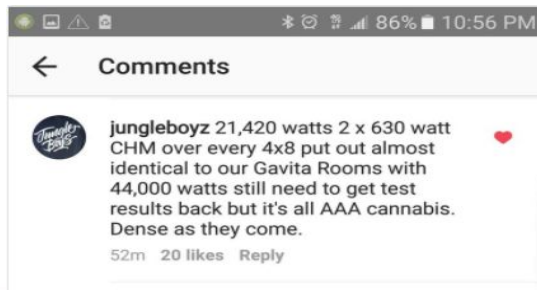 86% 10:56 PM
Comments
Jungle Boys
jungleboyz 21,420 watts 2 x 630 watt
CHM over every 4x8 put out almost
identical to our Gavita Rooms with
44,000 watts still need to get test
results back but it's all AAA cannabis.
Dense as they come.
52m 20 likes Reply